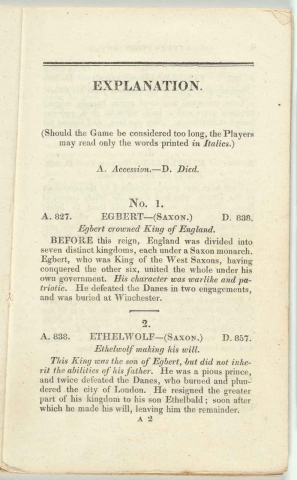 EXPLANATION.
(Should the Game be considered too long, the Players
may read only the words printed in Italics.)
A. Accession.—D. Died.
No. 1.
A. 827. EGBERT—(SAXON.) D. 838.
Egbert crowned King of England.
BEFORE this reign, England was divided into
seven distinct kingdoms, each under a Saxon monarch.
Egbert, who was King of the West Saxons, having
conquered the other six, united the whole under his
own government. His character was warlike and pa-
triotic. He defeated the Danes in two engagements,
and was buried at Winchester.
2.
A. 838. ETHELWOLF—(SAXON.) D. 857.
Ethelwolf making his will.
This King was the son of Egbert, but did not inhe-
rit the abilities of his father. He was a pious prince,
and twice defeated the Danes, who burned and plun-
dered the city of London. He resigned the greater
part of his kingdom to his son Ethelbald; soon after
which he made his will, leaving him the remainder.
A 2